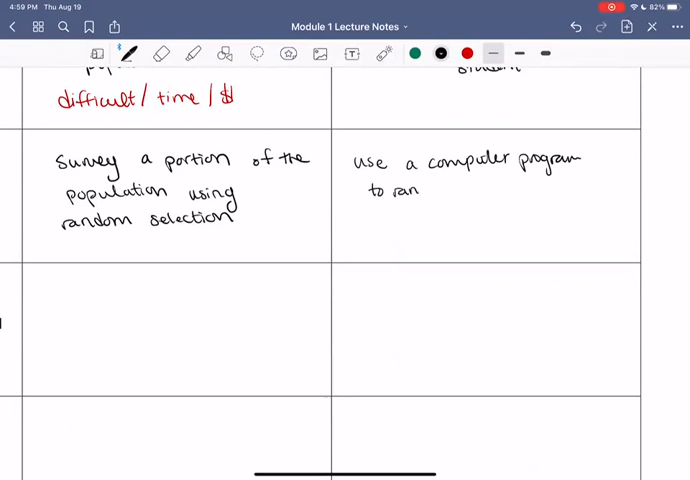 4:59 PM Thu Aug 19
82%
Module 1 Lecture Notes
difficult / time / $
survey a portion of the
population using
random selection
use a computer program
to ran